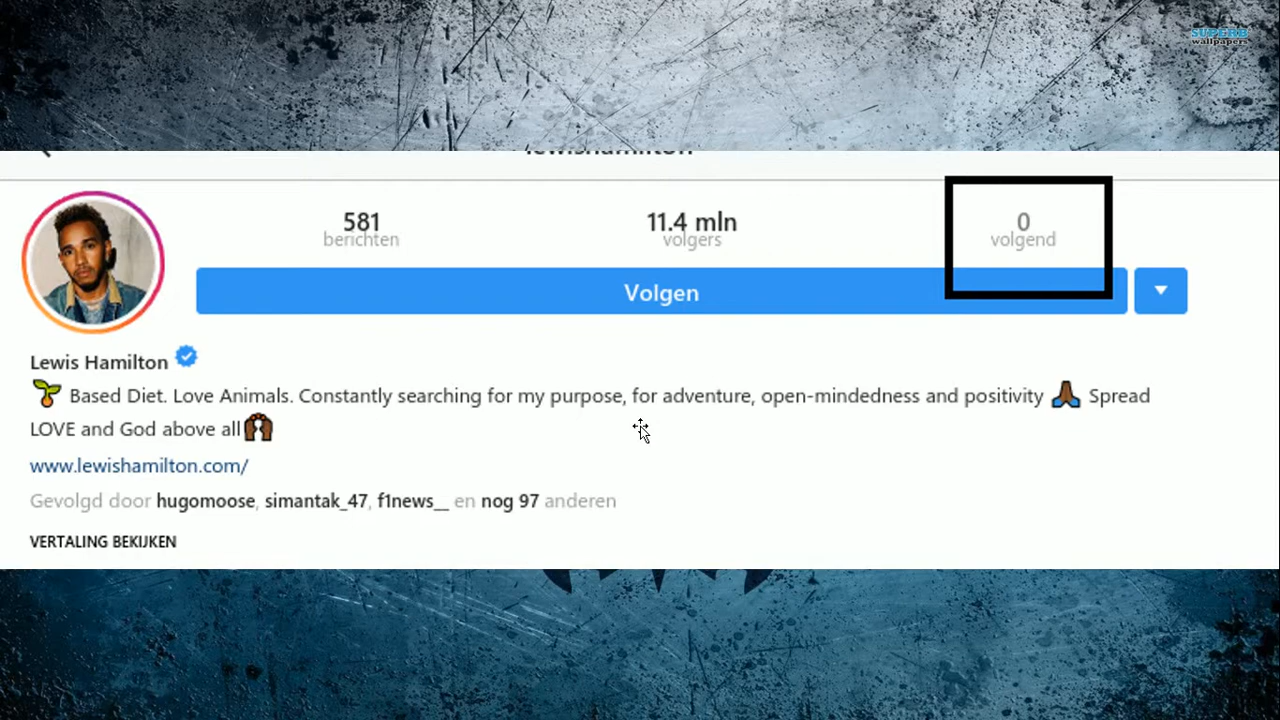 SUPERB
wallpapers
lewishamilton
581
berichten
11.4 mln
volgers
0
volgend
Volgen
Lewis Hamilton
Based Diet. Love Animals. Constantly searching for my purpose, for adventure, open-mindedness and positivity 🙏🏾 Spread
LOVE and God above all
www.lewishamilton.com/
Gevolgd door hugomoose, simantak_47, f1news__ en nog 97 anderen
VERTALING BEKIJKEN